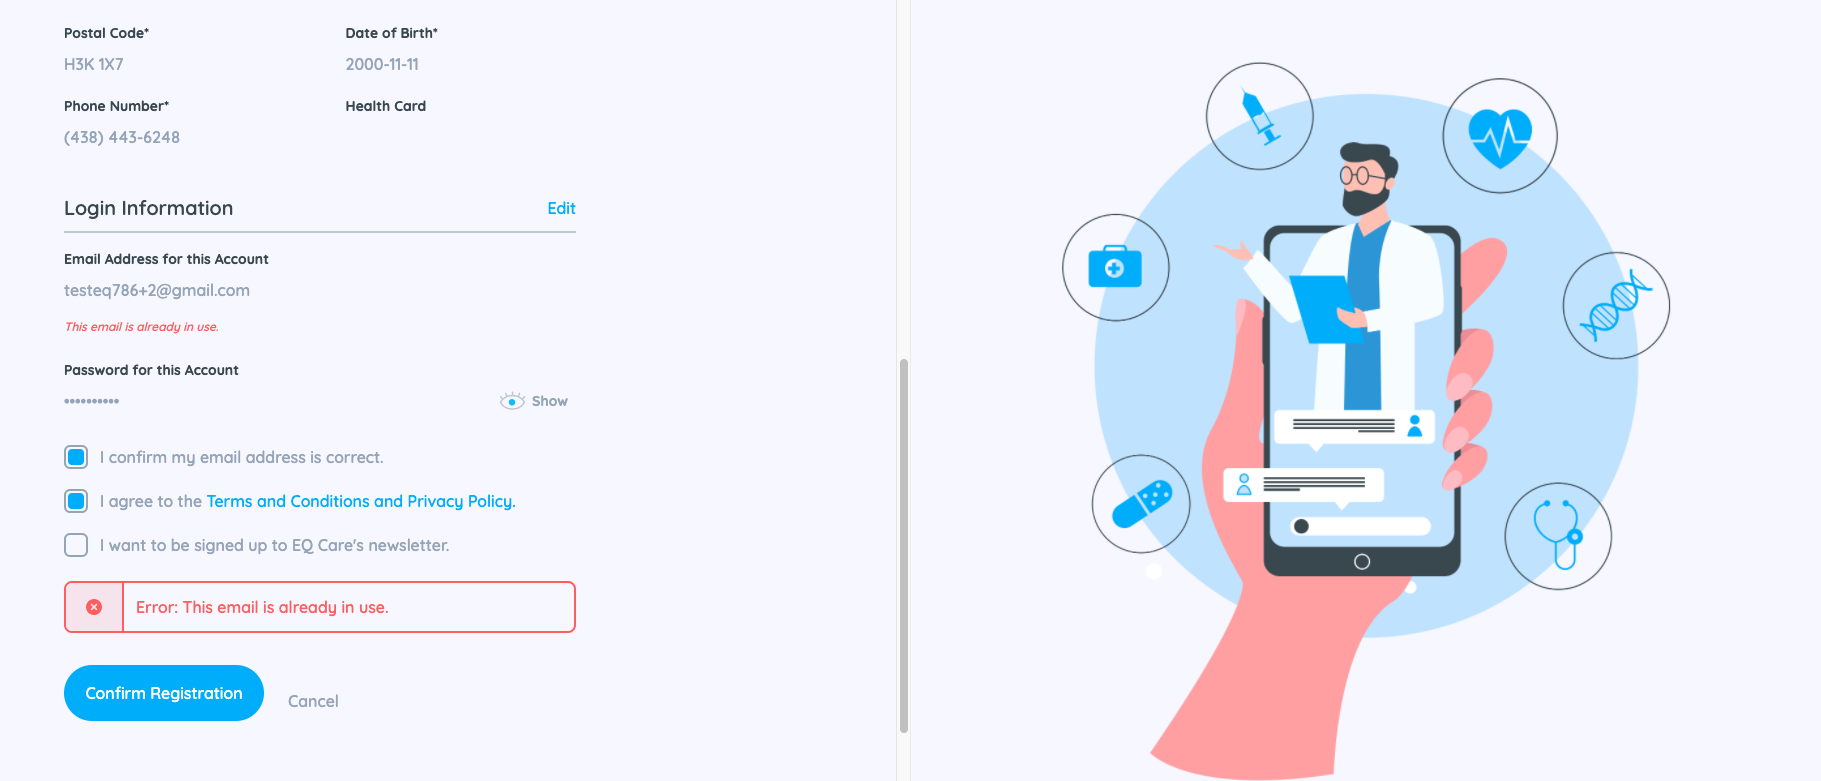 Postal Code* Date of Birth*
H3K 1X7 2000-11-11
Phone Number* Health Card
(438) 443-6248
Login Information Edit
Email Address for this Account
testeq786+2@gmail.com
This email is already in use.
Password for this Account
•••••••••• Show
I confirm my email address is correct.
I agree to the Terms and Conditions and Privacy Policy.
I want to be signed up to EQ Care's newsletter.
Error: This email is already in use.
Confirm Registration Cancel